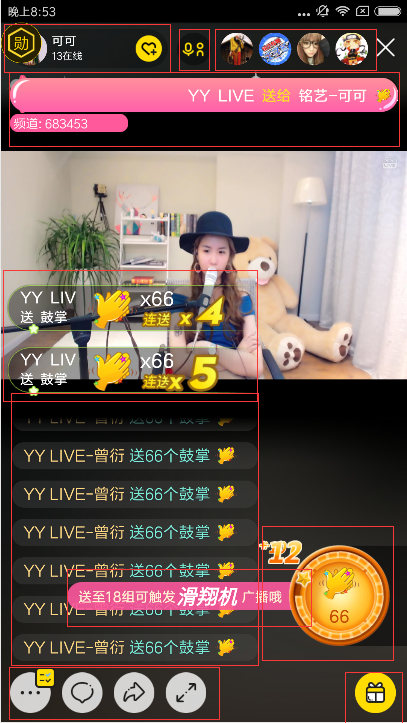 晚上8:53
勋
可可
13在线
YY LIVE 送给 铭艺-可可
频道: 683453
YY LIV
送 鼓掌
x66
连送 x 4
YY LIV
送 鼓掌
x66
连送 x 5
YY LIVE-曾衍 送66个鼓掌
YY LIVE-曾衍 送66个鼓掌
YY LIVE-曾衍 送66个鼓掌
YY LIVE-曾衍 送66个鼓掌
YY LIVE-曾衍 送66个鼓掌
YY LIVE-曾衍 送66个鼓掌
送至18组可触发 滑翔机 广播哦
66